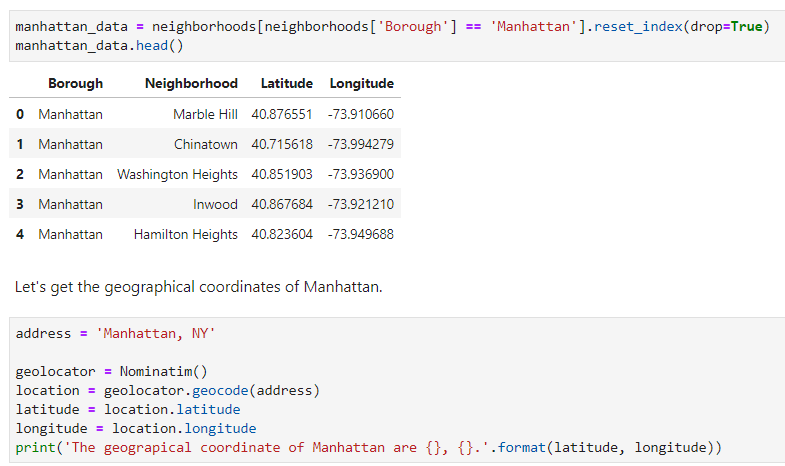 manhattan_data = neighborhoods[neighborhoods['Borough'] == 'Manhattan'].reset_index(drop=True)
manhattan_data.head()
Borough Neighborhood Latitude Longitude
0 Manhattan Marble Hill 40.876551 -73.910660
1 Manhattan Chinatown 40.715618 -73.994279
2 Manhattan Washington Heights 40.851903 -73.936900
3 Manhattan Inwood 40.867684 -73.921210
4 Manhattan Hamilton Heights 40.823604 -73.949688
Let's get the geographical coordinates of Manhattan.
address = 'Manhattan, NY'
geolocator = Nominatim()
location = geolocator.geocode(address)
latitude = location.latitude
longitude = location.longitude
print('The geograpical coordinate of Manhattan are {}, {}.'.format(latitude, longitude))